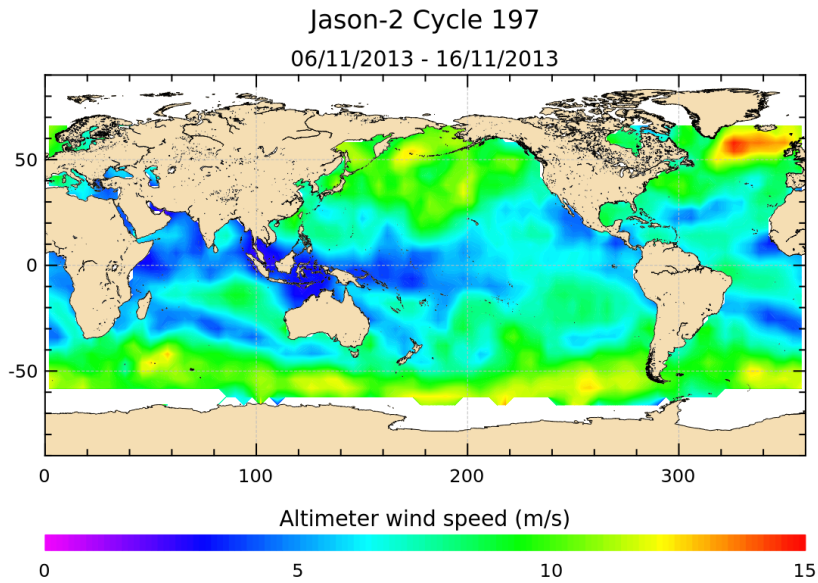 Jason-2 Cycle 197
06/11/2013 - 16/11/2013
50
0
-50
0 100 200 300
Altimeter wind speed (m/s)
0 5 10 15